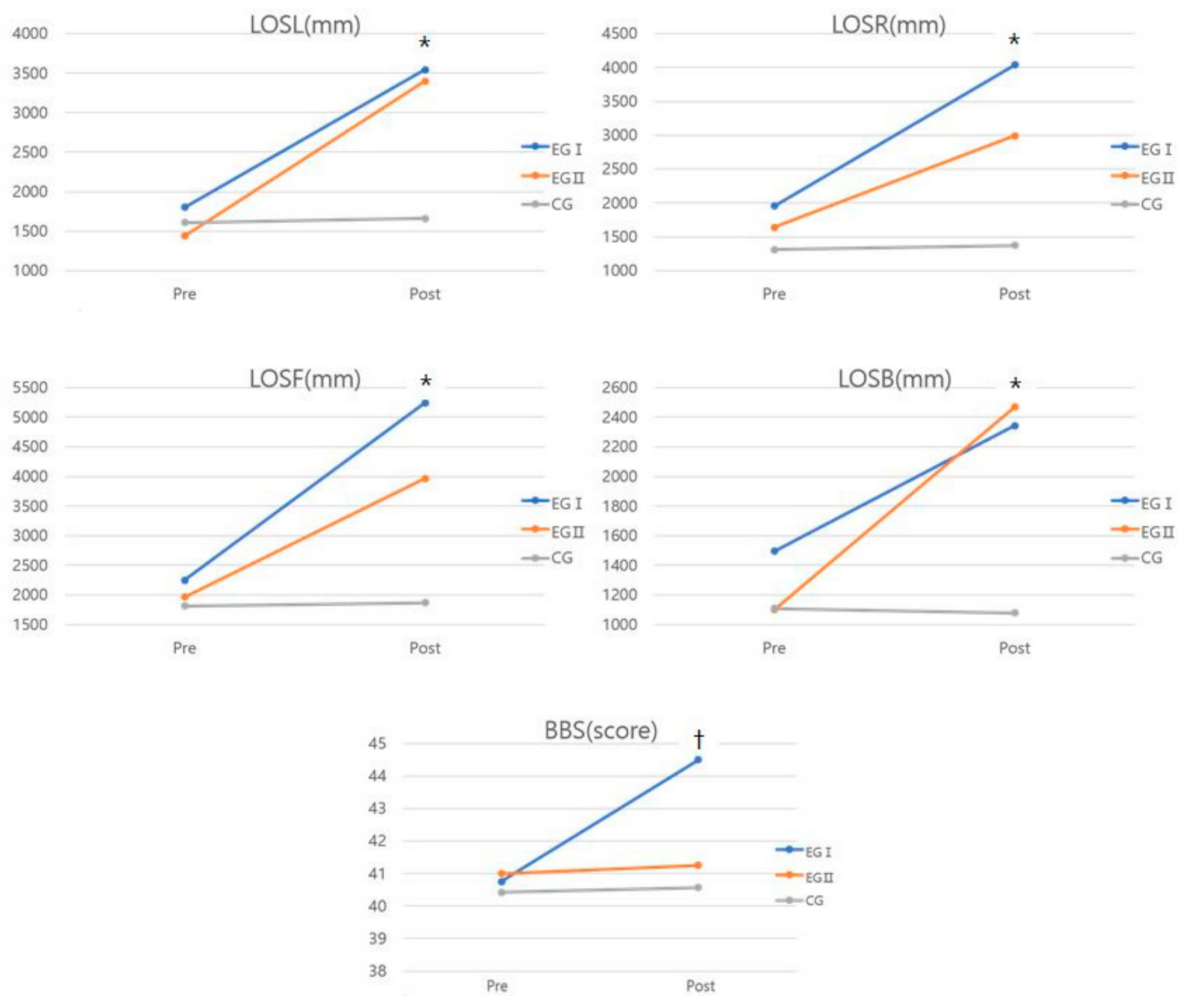 LOSL(mm)
*
4000
3500
3000
2500
2000
1500
1000
Pre
Post
EG I
EG II
CG
LOSR(mm)
*
4500
4000
3500
3000
2500
2000
1500
1000
Pre
Post
EG I
EG II
CG
LOSF(mm)
*
5500
5000
4500
4000
3500
3000
2500
2000
1500
Pre
Post
EG I
EG II
CG
LOSB(mm)
*
2600
2400
2200
2000
1800
1600
1400
1200
1000
Pre
Post
EG I
EG II
CG
BBS(score)
†
45
44
43
42
41
40
39
38
Pre
Post
EG I
EG II
CG